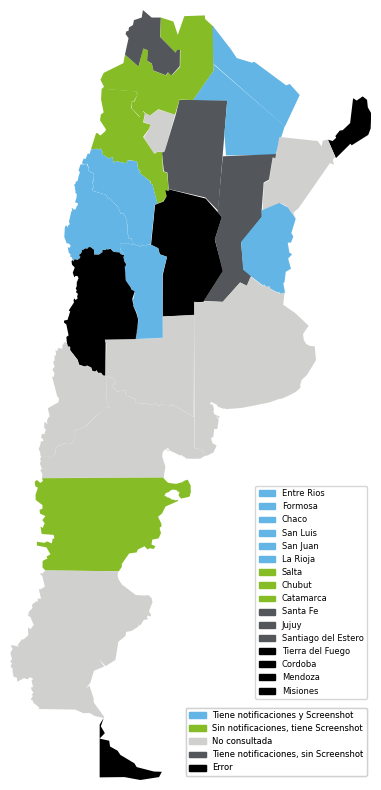 Entre Rios
Formosa
Chaco
San Luis
San Juan
La Rioja
Salta
Chubut
Catamarca
Santa Fe
Jujuy
Santiago del Estero
Tierra del Fuego
Cordoba
Mendoza
Misiones
Tiene notificaciones y Screenshot
Sin notificaciones, tiene Screenshot
No consultada
Tiene notificaciones, sin Screenshot
Error